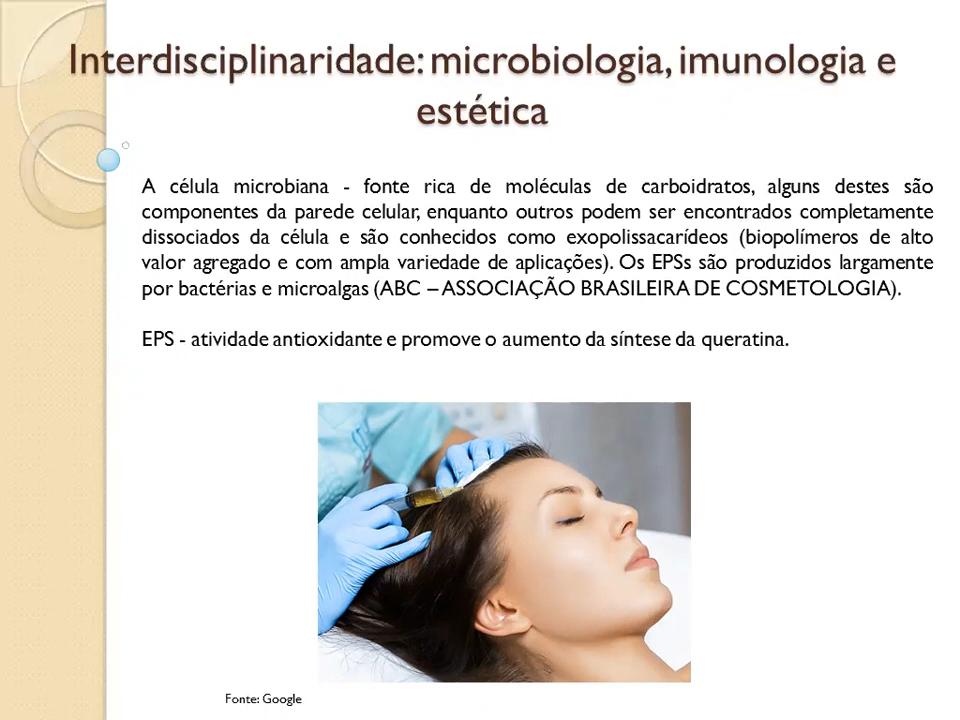 Interdisciplinaridade: microbiologia, imunologia e
estética
A célula microbiana - fonte rica de moléculas de carboidratos, alguns destes são
componentes da parede celular, enquanto outros podem ser encontrados completamente
dissociados da célula e são conhecidos como exopolissacarídeos (biopolímeros de alto
valor agregado e com ampla variedade de aplicações). Os EPSs são produzidos largamente
por bactérias e microalgas (ABC – ASSOCIAÇÃO BRASILEIRA DE COSMETOLOGIA).
EPS - atividade antioxidante e promove o aumento da síntese da queratina.
Fonte: Google